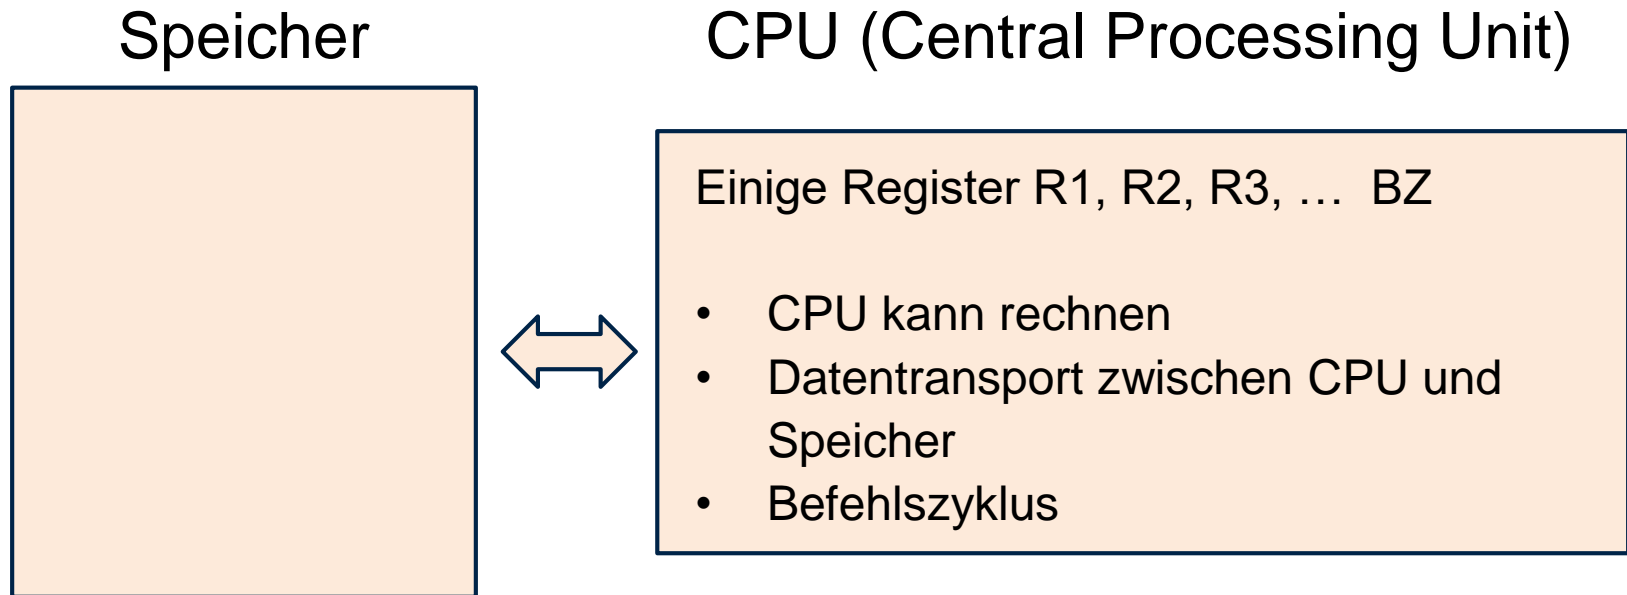 Speicher
CPU (Central Processing Unit)
Einige Register R1, R2, R3, … BZ
• CPU kann rechnen
• Datentransport zwischen CPU und
Speicher
• Befehlszyklus